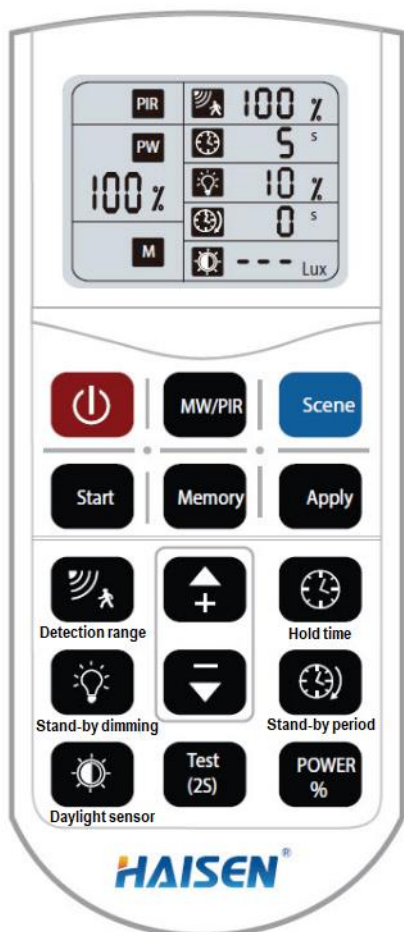 PIR 100 %
PW 5 s
100 % 10 %
0 s
M --- Lux
MW/PIR Scene
Start Memory Apply
+
Detection range Hold time
−
Stand-by dimming Stand-by period
Test POWER
(2S) %
Daylight sensor
HAISEN®